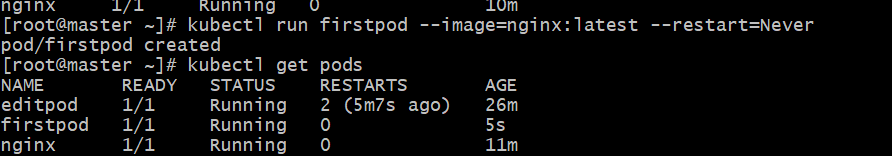 nginx 1/1 Running 0 10m
[root@master ~]# kubectl run firstpod --image=nginx:latest --restart=Never
pod/firstpod created
[root@master ~]# kubectl get pods
NAME READY STATUS RESTARTS AGE
editpod 1/1 Running 2 (5m7s ago) 26m
firstpod 1/1 Running 0 5s
nginx 1/1 Running 0 11m